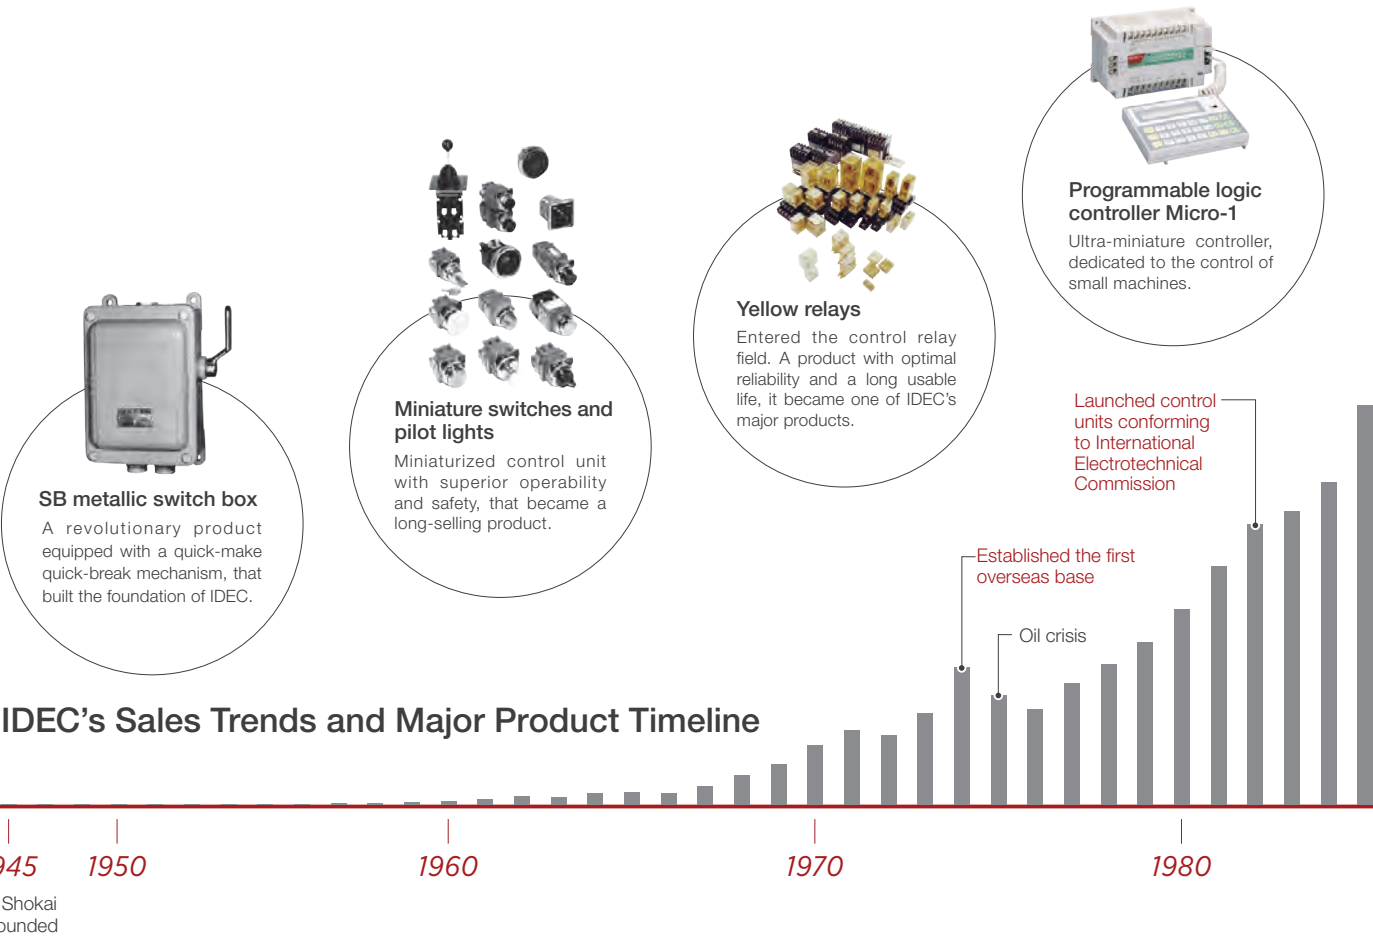 Programmable logic
controller Micro-1
Ultra-miniature controller,
dedicated to the control of
small machines.
Yellow relays
Entered the control relay
field. A product with optimal
reliability and a long usable
life, it became one of IDEC's
major products.
Miniature switches and
pilot lights
Miniaturized control unit
with superior operability
and safety, that became a
long-selling product.
SB metallic switch box
A revolutionary product
equipped with a quick-make
quick-break mechanism, that
built the foundation of IDEC.
Launched control
units conforming
to International
Electrotechnical
Commission
Established the first
overseas base
Oil crisis
IDEC's Sales Trends and Major Product Timeline
945 1950 1960 1970 1980
Shokai
ounded